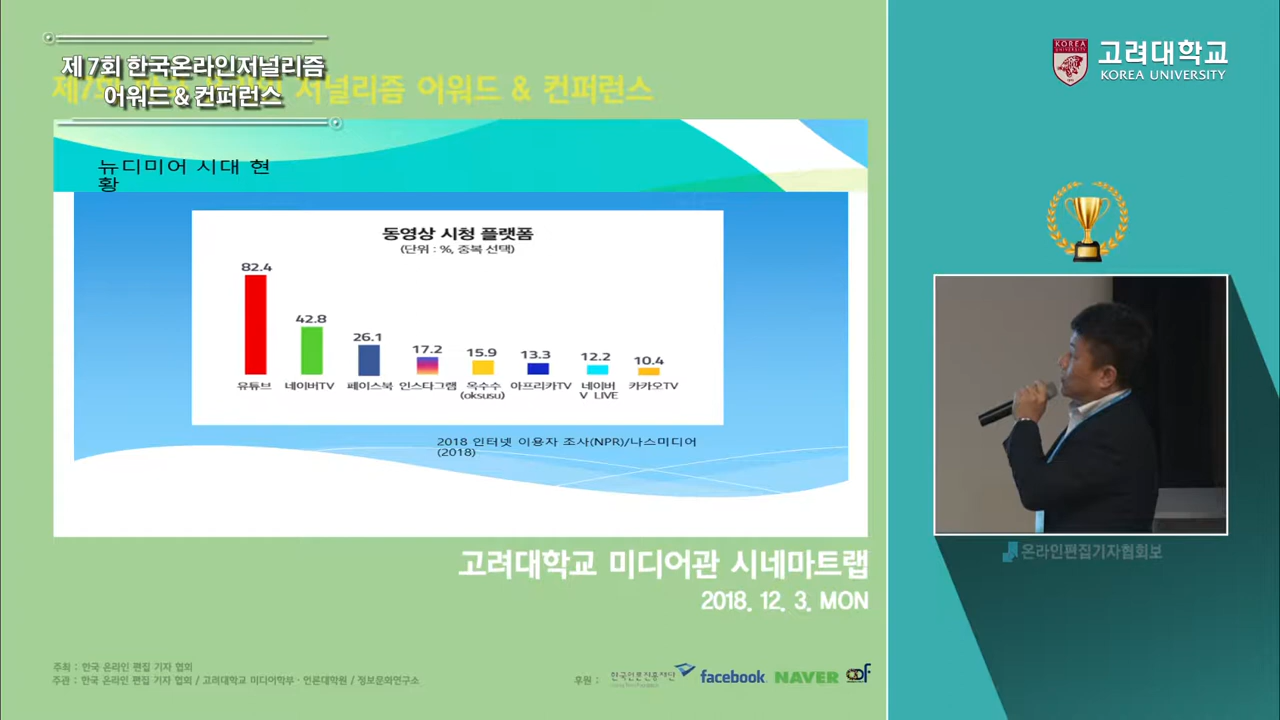 제 7회 한국온라인저널리즘
어워드 & 컨퍼런스
저널리즘 어워드 & 컨퍼런스
KOREA
UNIVERSITY
고려대학교
KOREA UNIVERSITY
뉴디미어 시대 현
황
동영상 시청 플랫폼
(단위 : %, 중복 선택)
82.4
42.8
26.1
17.2
15.9
13.3
12.2
10.4
유튜브 네이버TV 페이스북 인스타그램 옥수수 아프리카TV 네이버 카카오TV
(oksusu) V LIVE
2018 인터넷 이용자 조사(NPR)/나스미디어
(2018)
온라인편집기자협회보
고려대학교 미디어관 시네마트랩
2018. 12. 3. MON
주최 : 한국 온라인 편집 기자 협회
주관 : 한국 온라인 편집 기자 협회 / 고려대학교 미디어학부 · 언론대학원 / 정보문화연구소
후원 : 한국언론진흥재단 facebook NAVER